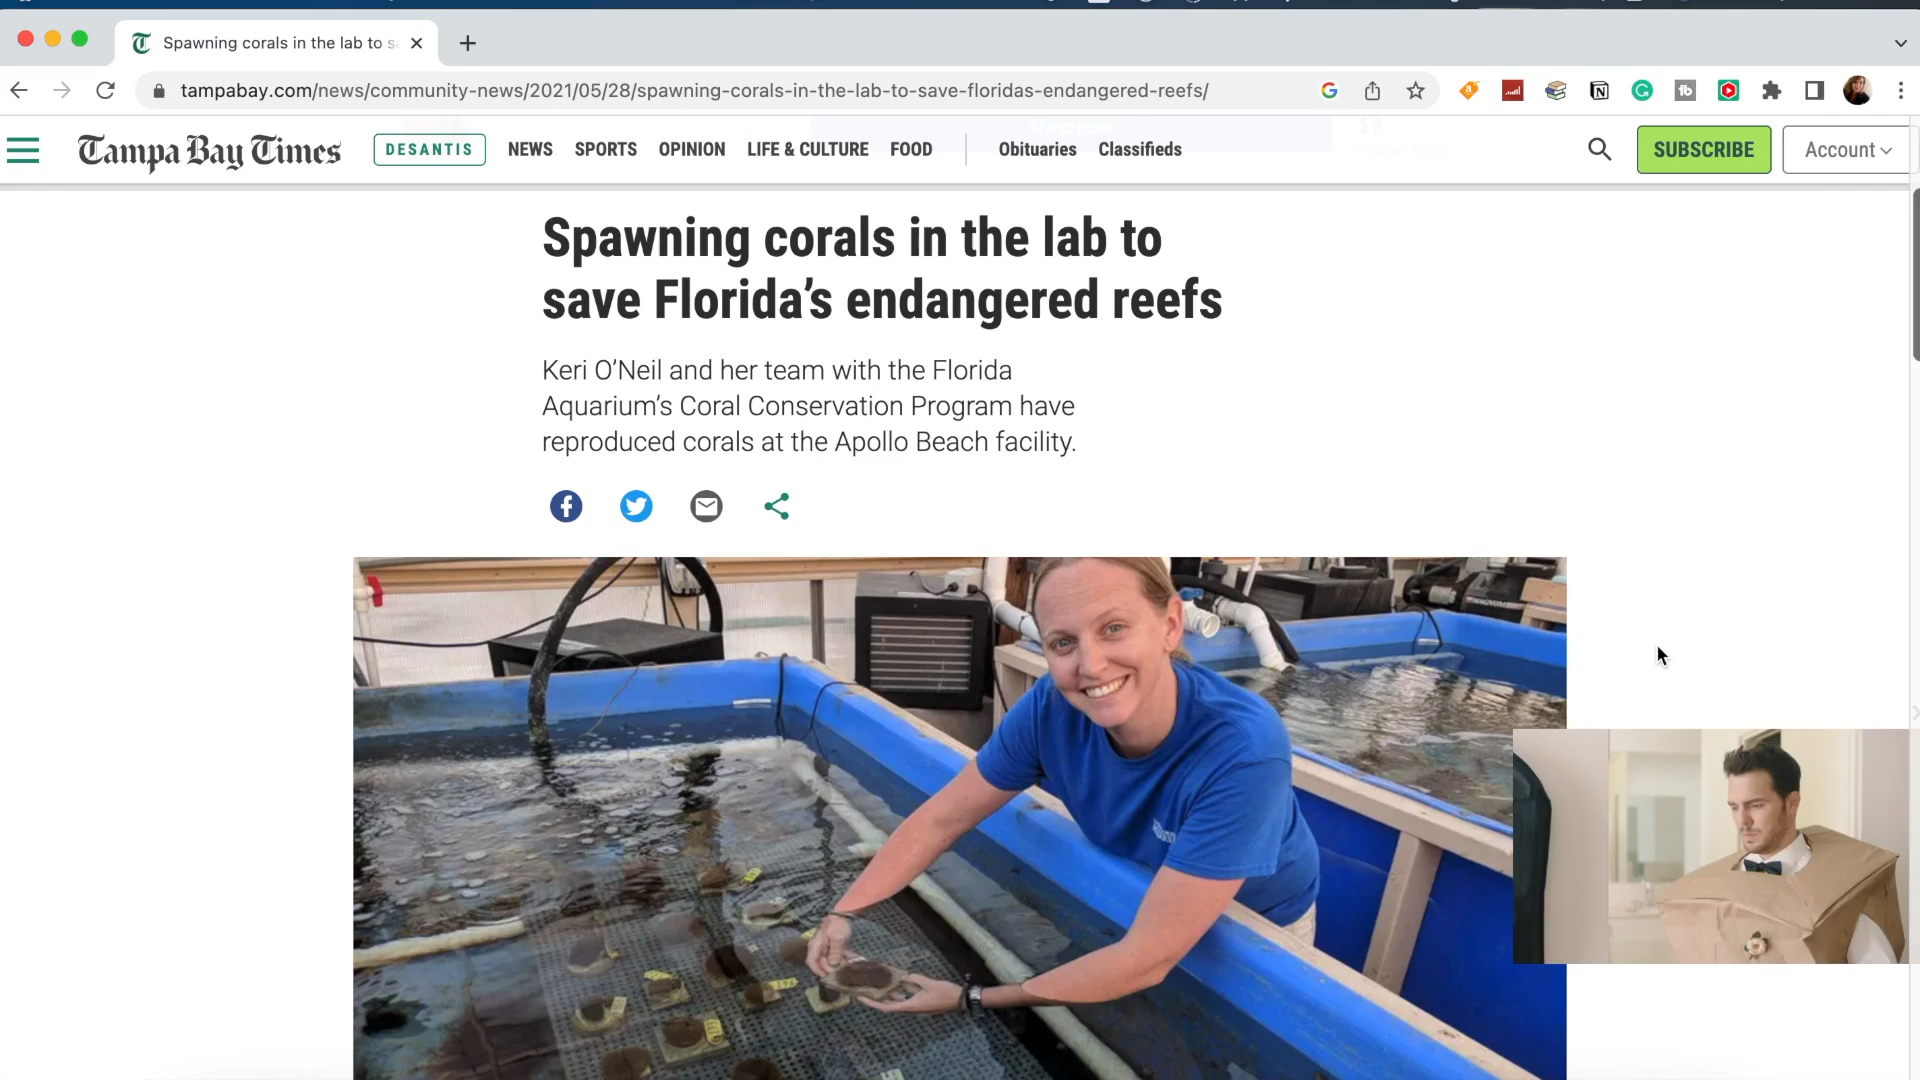 Spawning corals in the lab to s
tampabay.com/news/community-news/2021/05/28/spawning-corals-in-the-lab-to-save-floridas-endangered-reefs/
Tampa Bay Times
DESANTIS
NEWS
SPORTS
OPINION
LIFE & CULTURE
FOOD
Obituaries
Classifieds
SUBSCRIBE
Account
Shop now
$9
Spawning corals in the lab to
save Florida’s endangered reefs
Keri O’Neil and her team with the Florida
Aquarium’s Coral Conservation Program have
reproduced corals at the Apollo Beach facility.